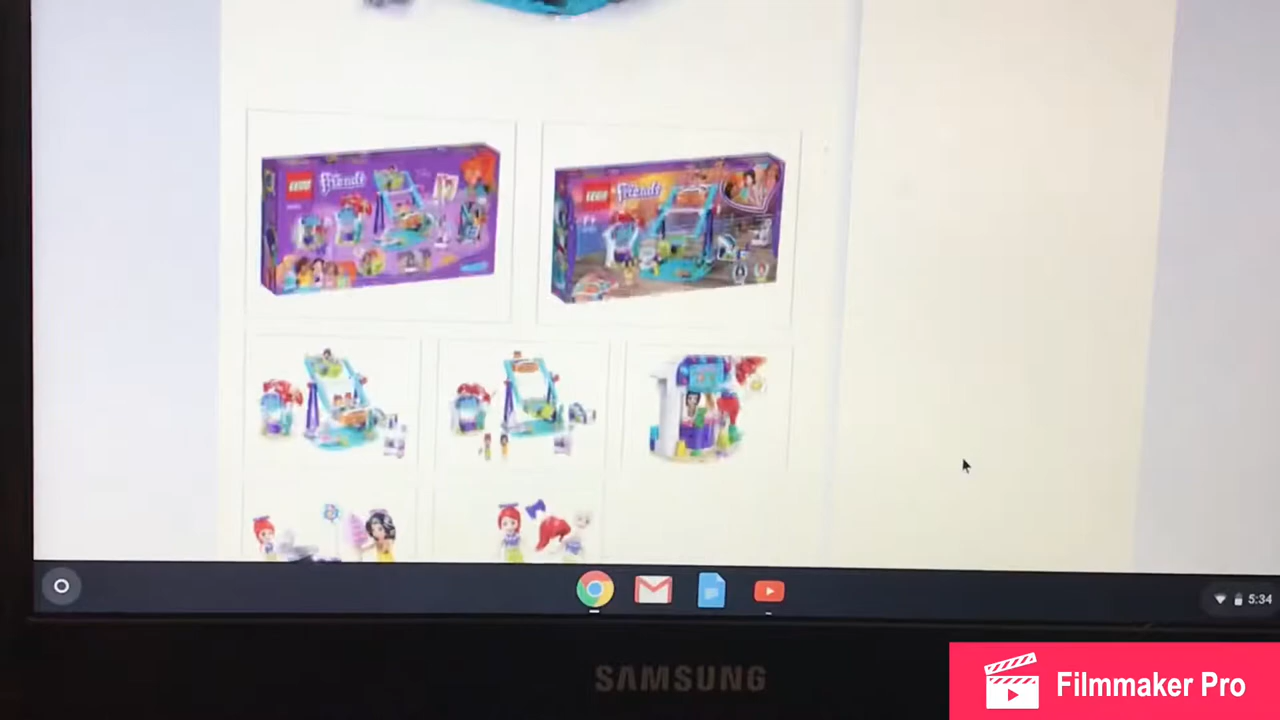 LEGO
friends
LEGO
friends
5:34
SAMSUNG
Filmmaker Pro